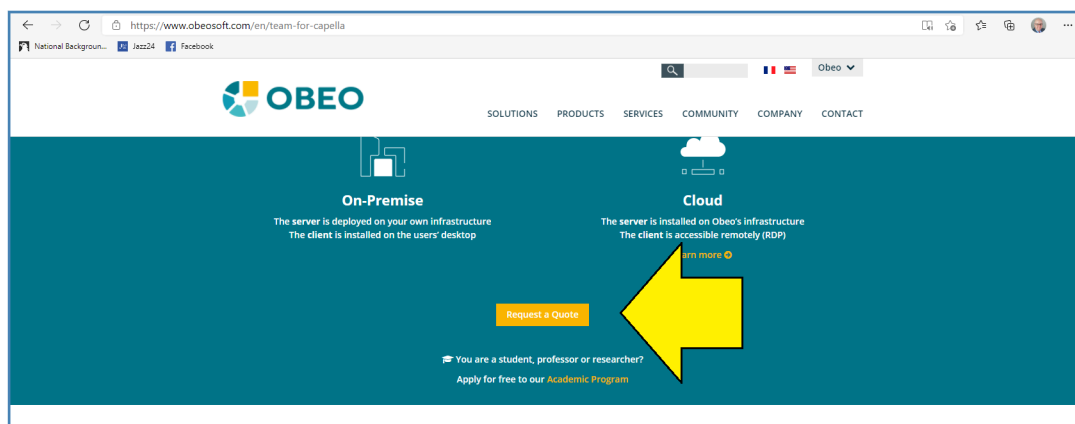 https://www.obeosoft.com/en/team-for-capella
National Backgroun... Jazz24 Facebook
Obeo
OBEO
SOLUTIONS PRODUCTS SERVICES COMMUNITY COMPANY CONTACT
On-Premise
The server is deployed on your own infrastructure
The client is installed on the users' desktop
Cloud
The server is installed on Obeo's infrastructure
The client is accessible remotely (RDP)
more
Request a Quote
You are a student, professor or researcher?
Apply for free to our Academic Program